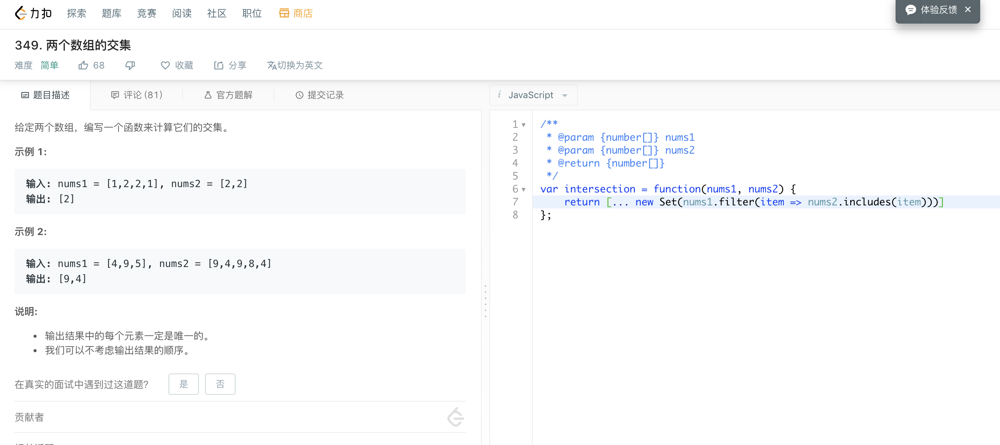 力扣 探索 题库 竞赛 阅读 社区 职位 商店
体验反馈 ×
349. 两个数组的交集
难度 简单 68 收藏 分享 切换为英文
题目描述 评论 (81) 官方题解 提交记录
给定两个数组，编写一个函数来计算它们的交集。
示例 1:
输入: nums1 = [1,2,2,1], nums2 = [2,2]
输出: [2]
示例 2:
输入: nums1 = [4,9,5], nums2 = [9,4,9,8,4]
输出: [9,4]
说明:
• 输出结果中的每个元素一定是唯一的。
• 我们可以不考虑输出结果的顺序。
在真实的面试中遇到过这道题? 是 否
贡献者
i JavaScript
1 /**
2  * @param {number[]} nums1
3  * @param {number[]} nums2
4  * @return {number[]}
5  */
6 var intersection = function(nums1, nums2) {
7     return [... new Set(nums1.filter(item => nums2.includes(item)))]
8 };